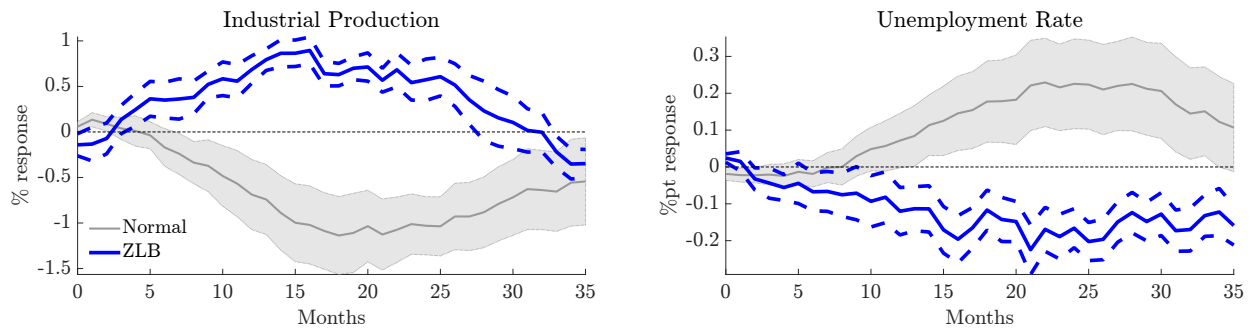 Industrial Production
% response
1
0.5
0
-0.5
-1
-1.5
Normal
ZLB
0 5 10 15 20 25 30 35
Months
Unemployment Rate
%pt response
0.3
0.2
0.1
0
-0.1
-0.2
0 5 10 15 20 25 30 35
Months